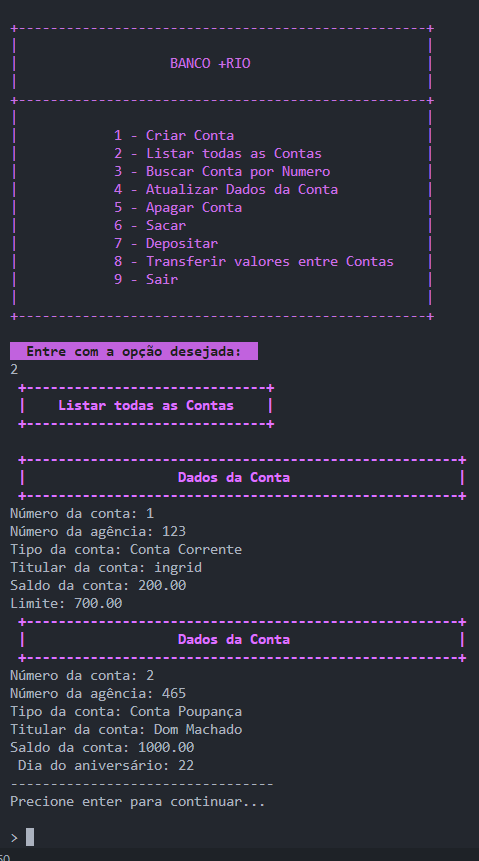 BANCO +RIO
1 - Criar Conta
2 - Listar todas as Contas
3 - Buscar Conta por Numero
4 - Atualizar Dados da Conta
5 - Apagar Conta
6 - Sacar
7 - Depositar
8 - Transferir valores entre Contas
9 - Sair
Entre com a opção desejada:
2
Listar todas as Contas
Dados da Conta
Número da conta: 1
Número da agência: 123
Tipo da conta: Conta Corrente
Titular da conta: ingrid
Saldo da conta: 200.00
Limite: 700.00
Dados da Conta
Número da conta: 2
Número da agência: 465
Tipo da conta: Conta Poupança
Titular da conta: Dom Machado
Saldo da conta: 1000.00
Dia do aniversário: 22
---------------------------------
Precione enter para continuar...
>